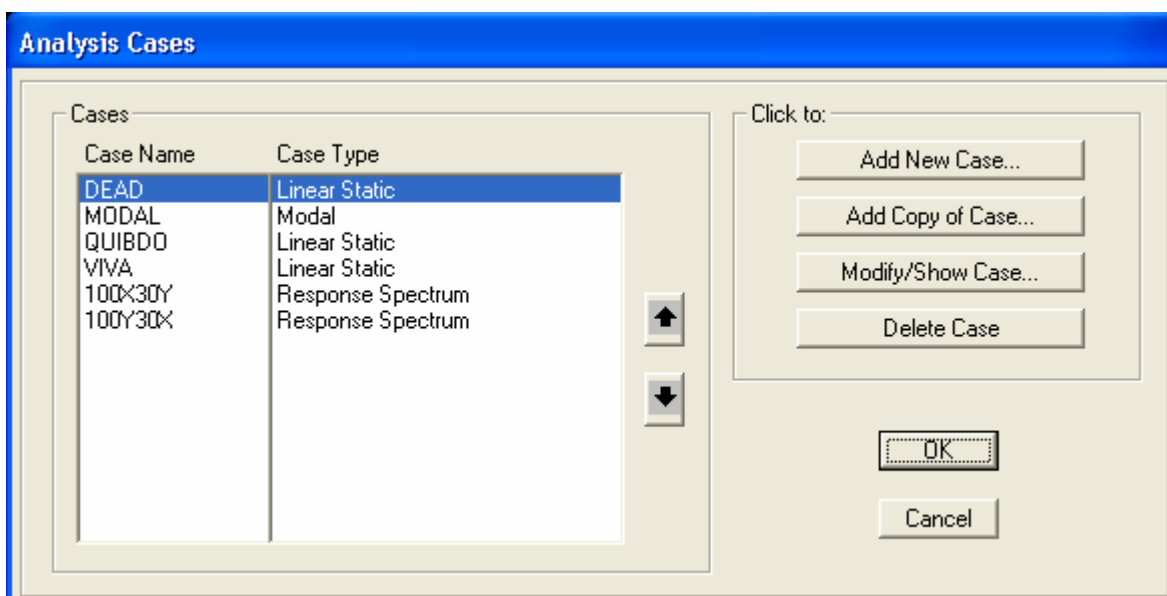 Analysis Cases
Cases
Case Name Case Type
DEAD Linear Static
MODAL Modal
QUIBDO Linear Static
VIVA Linear Static
100X30Y Response Spectrum
100Y30X Response Spectrum
Click to:
Add New Case...
Add Copy of Case...
Modify/Show Case...
Delete Case
OK
Cancel